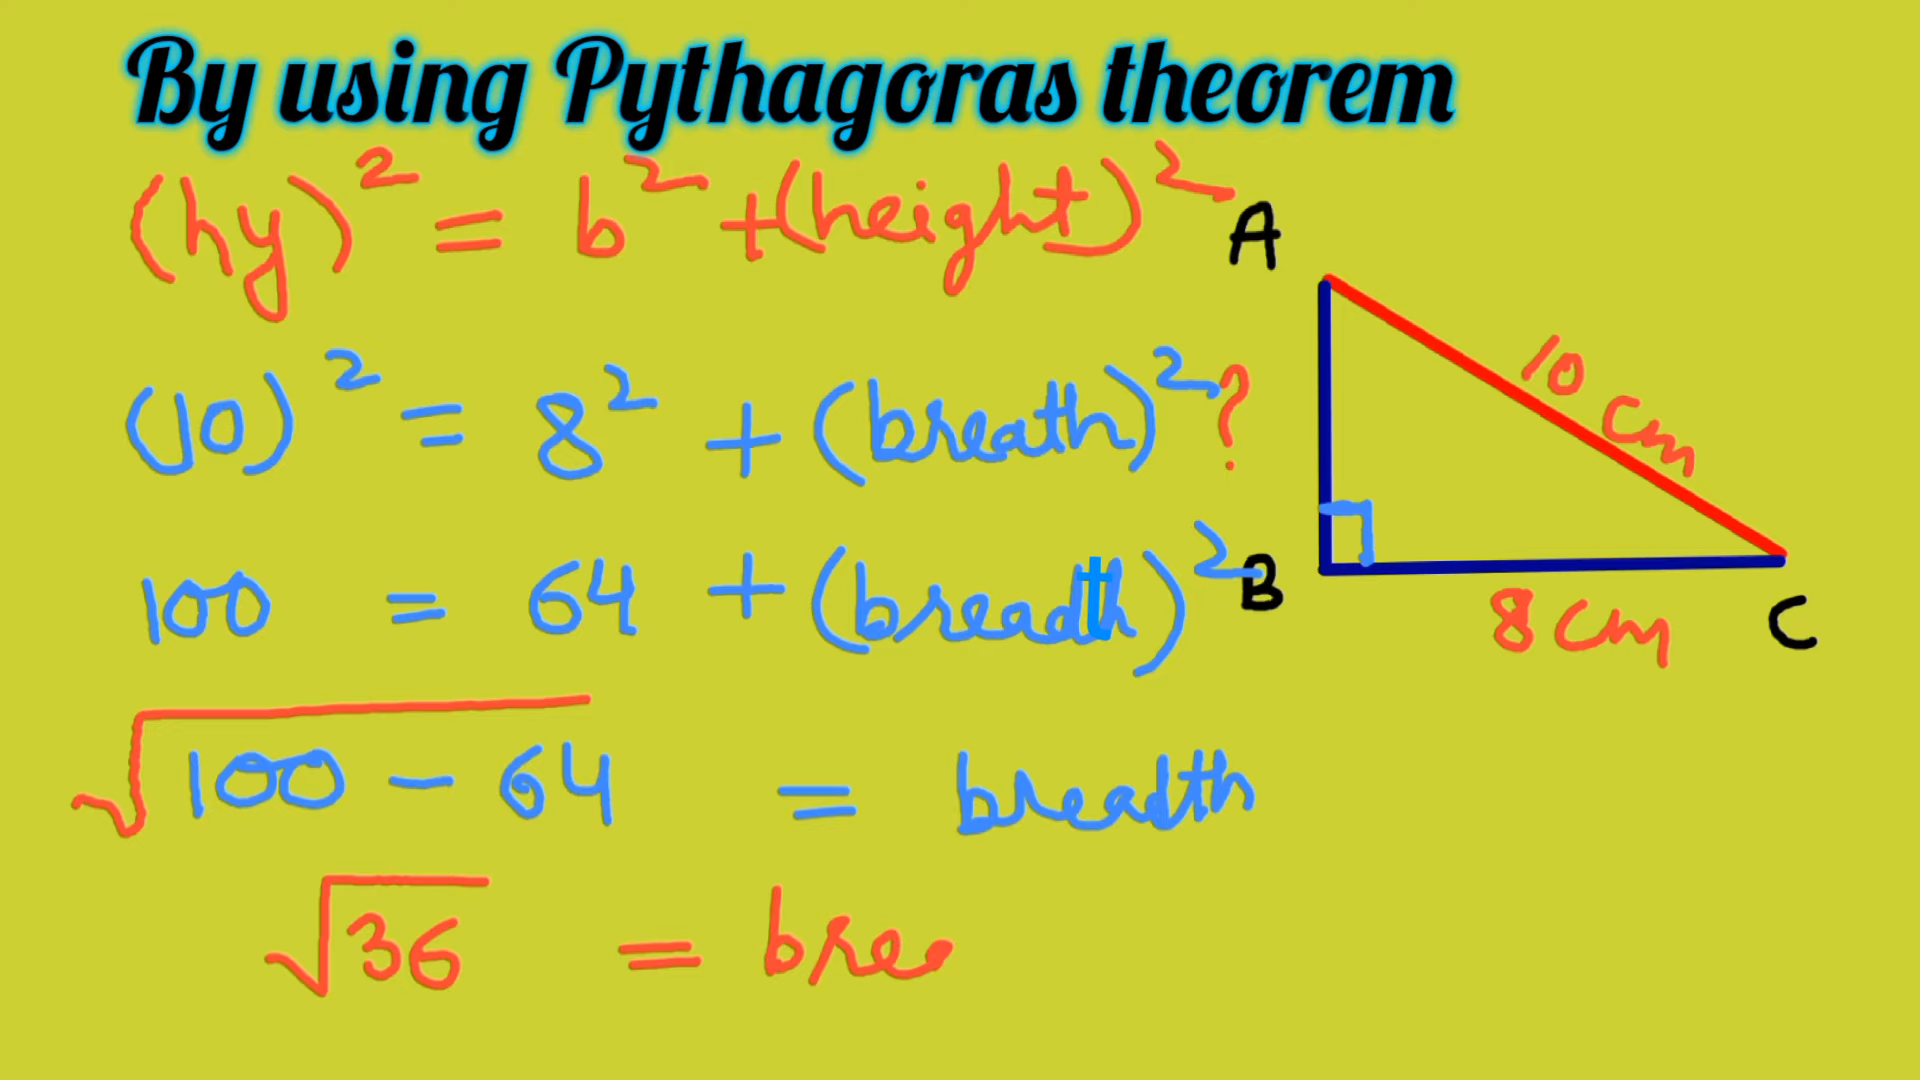 By using Pythagoras theorem
(hy)² = b² + (height)²
A
10 cm
(10)² = 8² + (breath)² ?
100 = 64 + (breadth)²
B
8 cm
C
√100 - 64 = breadth
√36 = brea